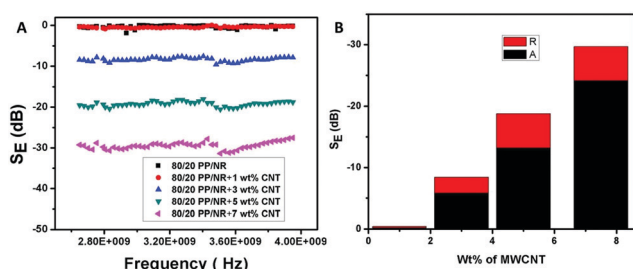 A
S_E (dB)
0
-10
-20
-30
-40
-50
80/20 PP/NR
80/20 PP/NR+1 wt% CNT
80/20 PP/NR+3 wt% CNT
80/20 PP/NR+5 wt% CNT
80/20 PP/NR+7 wt% CNT
2.80E+009 3.20E+009 3.60E+009 4.00E+009
Frequency ( Hz)
B
S_E (dB)
-30
-20
-10
0
R
A
0 2 4 6 8
Wt% of MWCNT